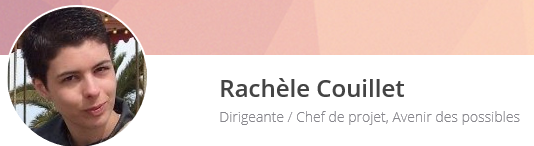 Rachèle Couillet
Dirigeante / Chef de projet, Avenir des possibles